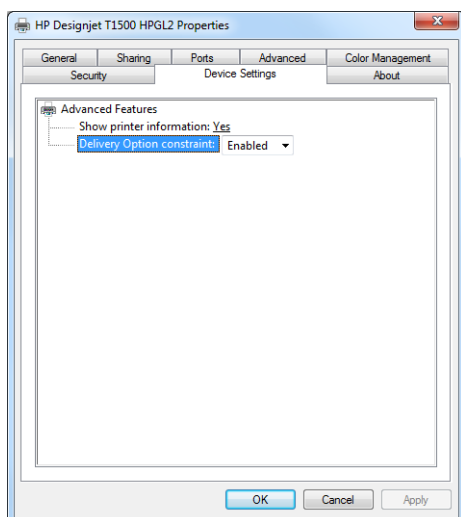 HP Designjet T1500 HPGL2 Properties
General Sharing Ports Advanced Color Management
Security Device Settings About
Advanced Features
Show printer information: Yes
Delivery Option constraint: Enabled
OK Cancel Apply